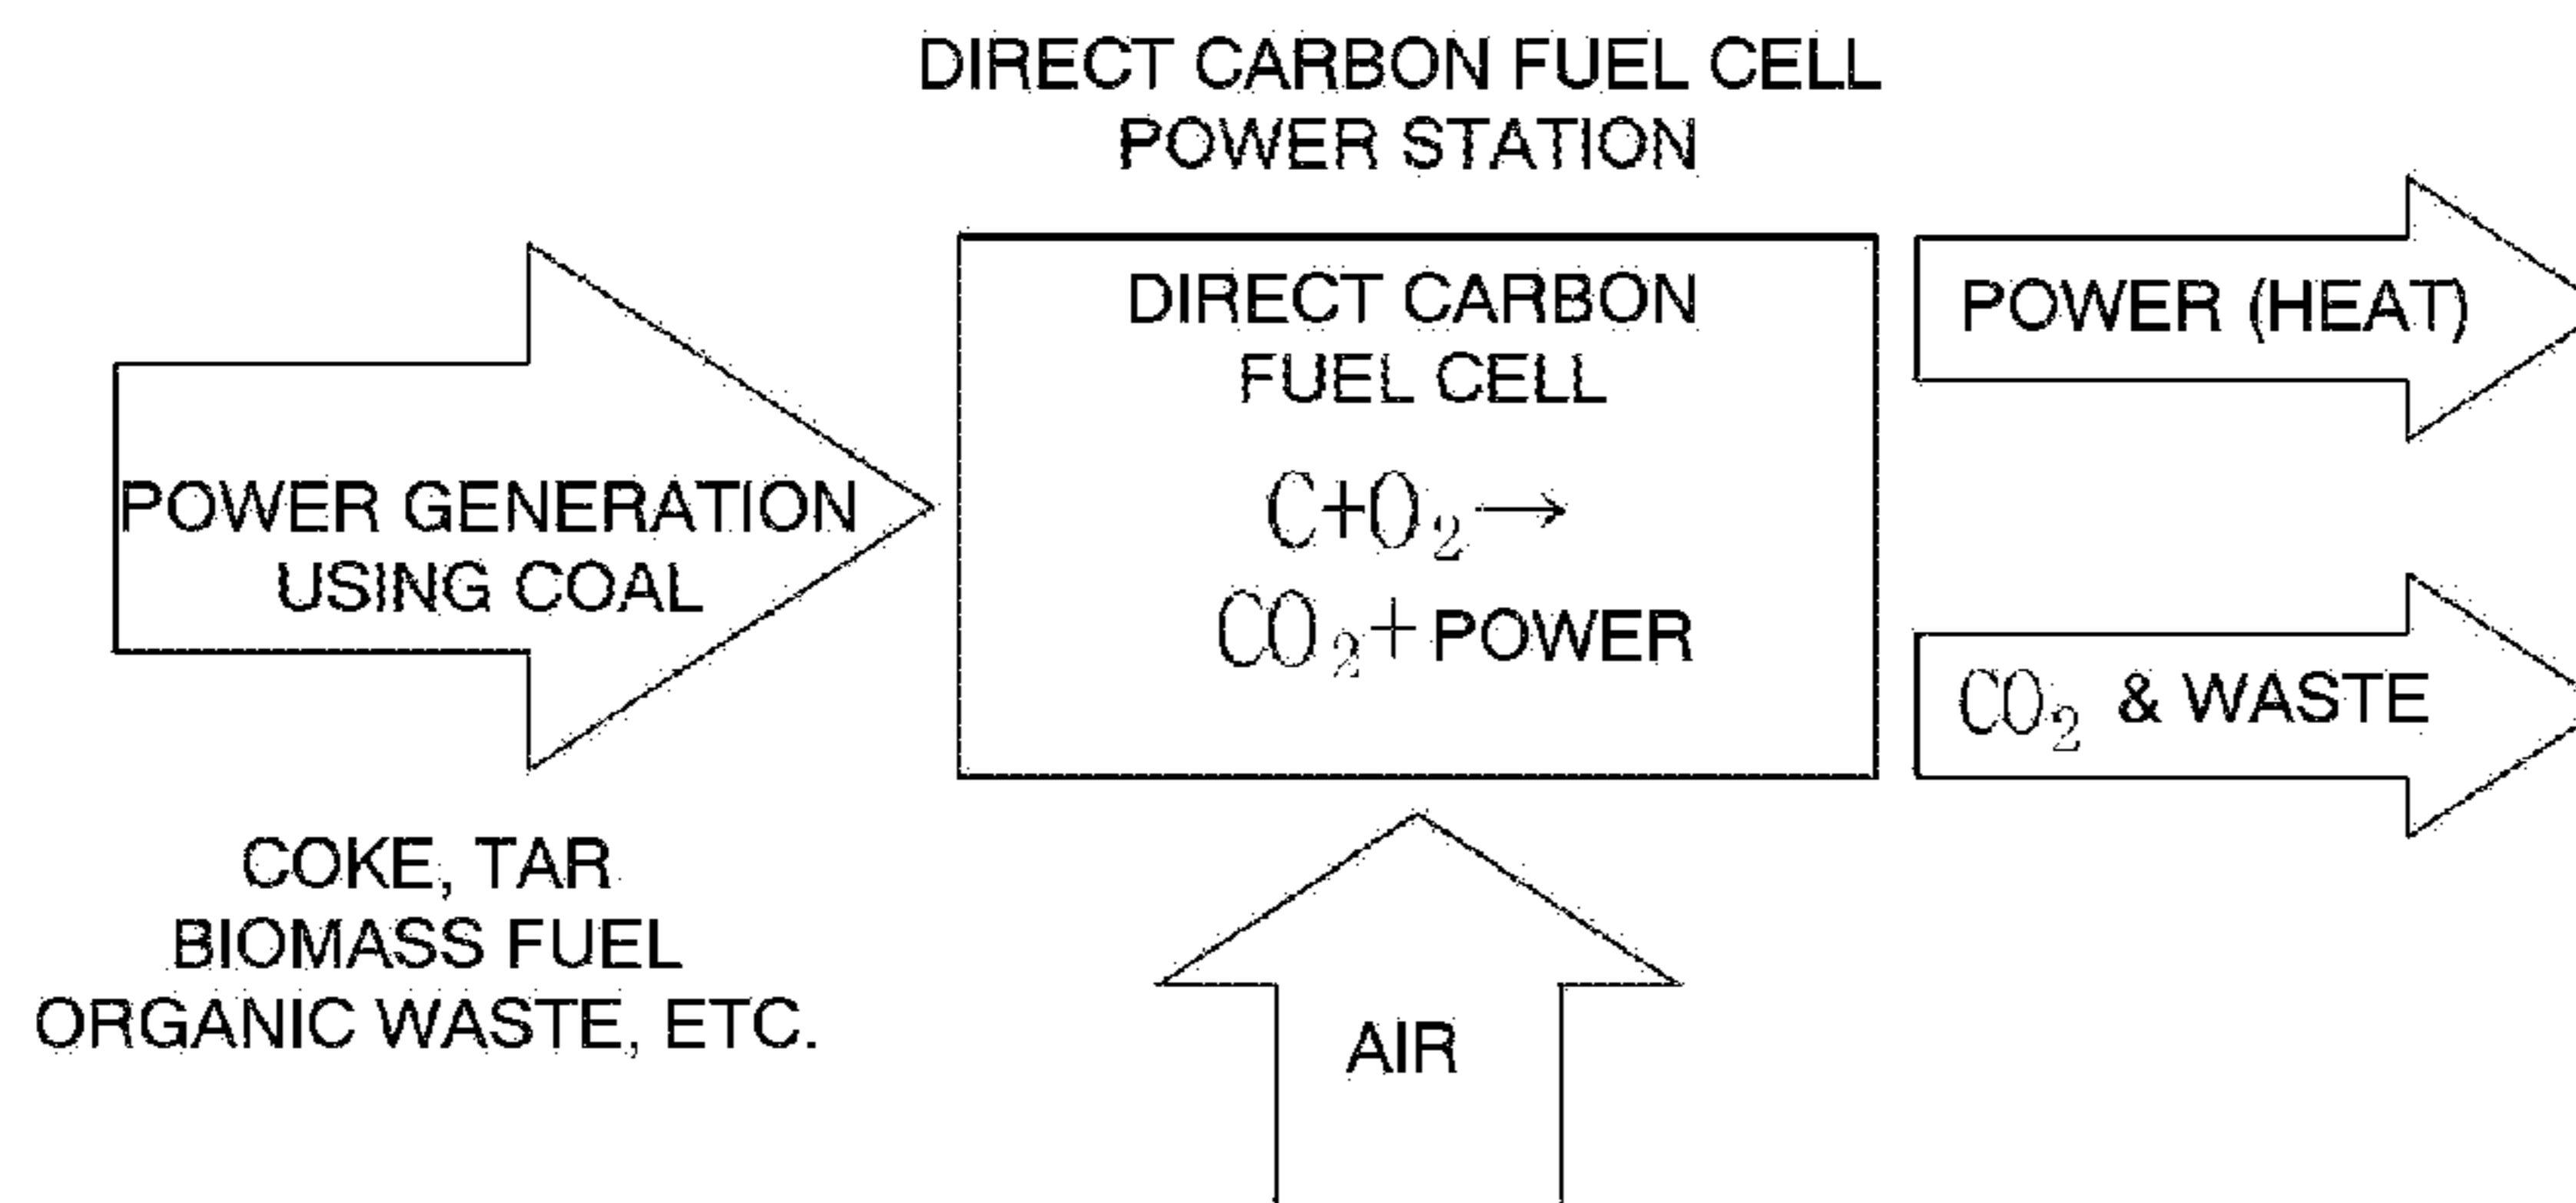 DIRECT CARBON FUEL CELL
POWER STATION
POWER GENERATION
USING COAL
COKE, TAR
BIOMASS FUEL
ORGANIC WASTE, ETC.
DIRECT CARBON
FUEL CELL
C+O₂→
CO₂+POWER
AIR
POWER (HEAT)
CO₂ & WASTE